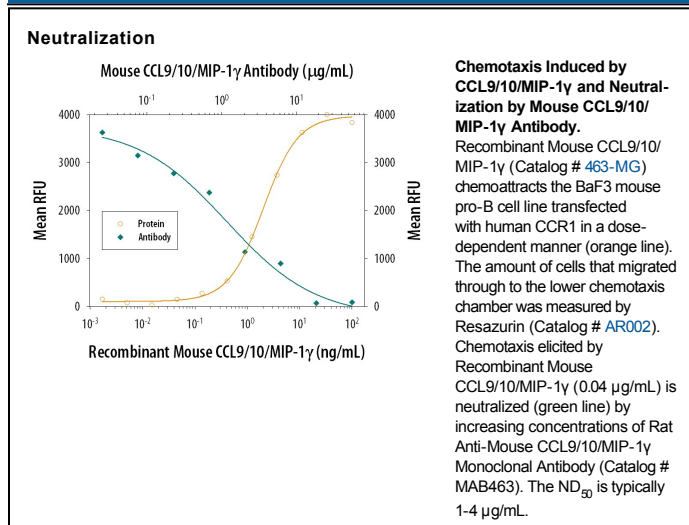 Neutralization
Mouse CCL9/10/MIP-1γ Antibody (μg/mL)
10⁻¹ 10⁰ 10¹
4000 4000
3000 3000
2000 2000
1000 1000
0 0
Mean RFU
Mean RFU
Protein
Antibody
10⁻³ 10⁻² 10⁻¹ 10⁰ 10¹ 10²
Recombinant Mouse CCL9/10/MIP-1γ (ng/mL)
Chemotaxis Induced by
CCL9/10/MIP-1γ and Neutral-
ization by Mouse CCL9/10/
MIP-1γ Antibody.
Recombinant Mouse CCL9/10/
MIP-1γ (Catalog # 463-MG)
chemoattracts the BaF3 mouse
pro-B cell line transfected
with human CCR1 in a dose-
dependent manner (orange line).
The amount of cells that migrated
through to the lower chemotaxis
chamber was measured by
Resazurin (Catalog # AR002).
Chemotaxis elicited by
Recombinant Mouse
CCL9/10/MIP-1γ (0.04 μg/mL) is
neutralized (green line) by
increasing concentrations of Rat
Anti-Mouse CCL9/10/MIP-1γ
Monoclonal Antibody (Catalog #
MAB463). The ND₅₀ is typically
1-4 μg/mL.